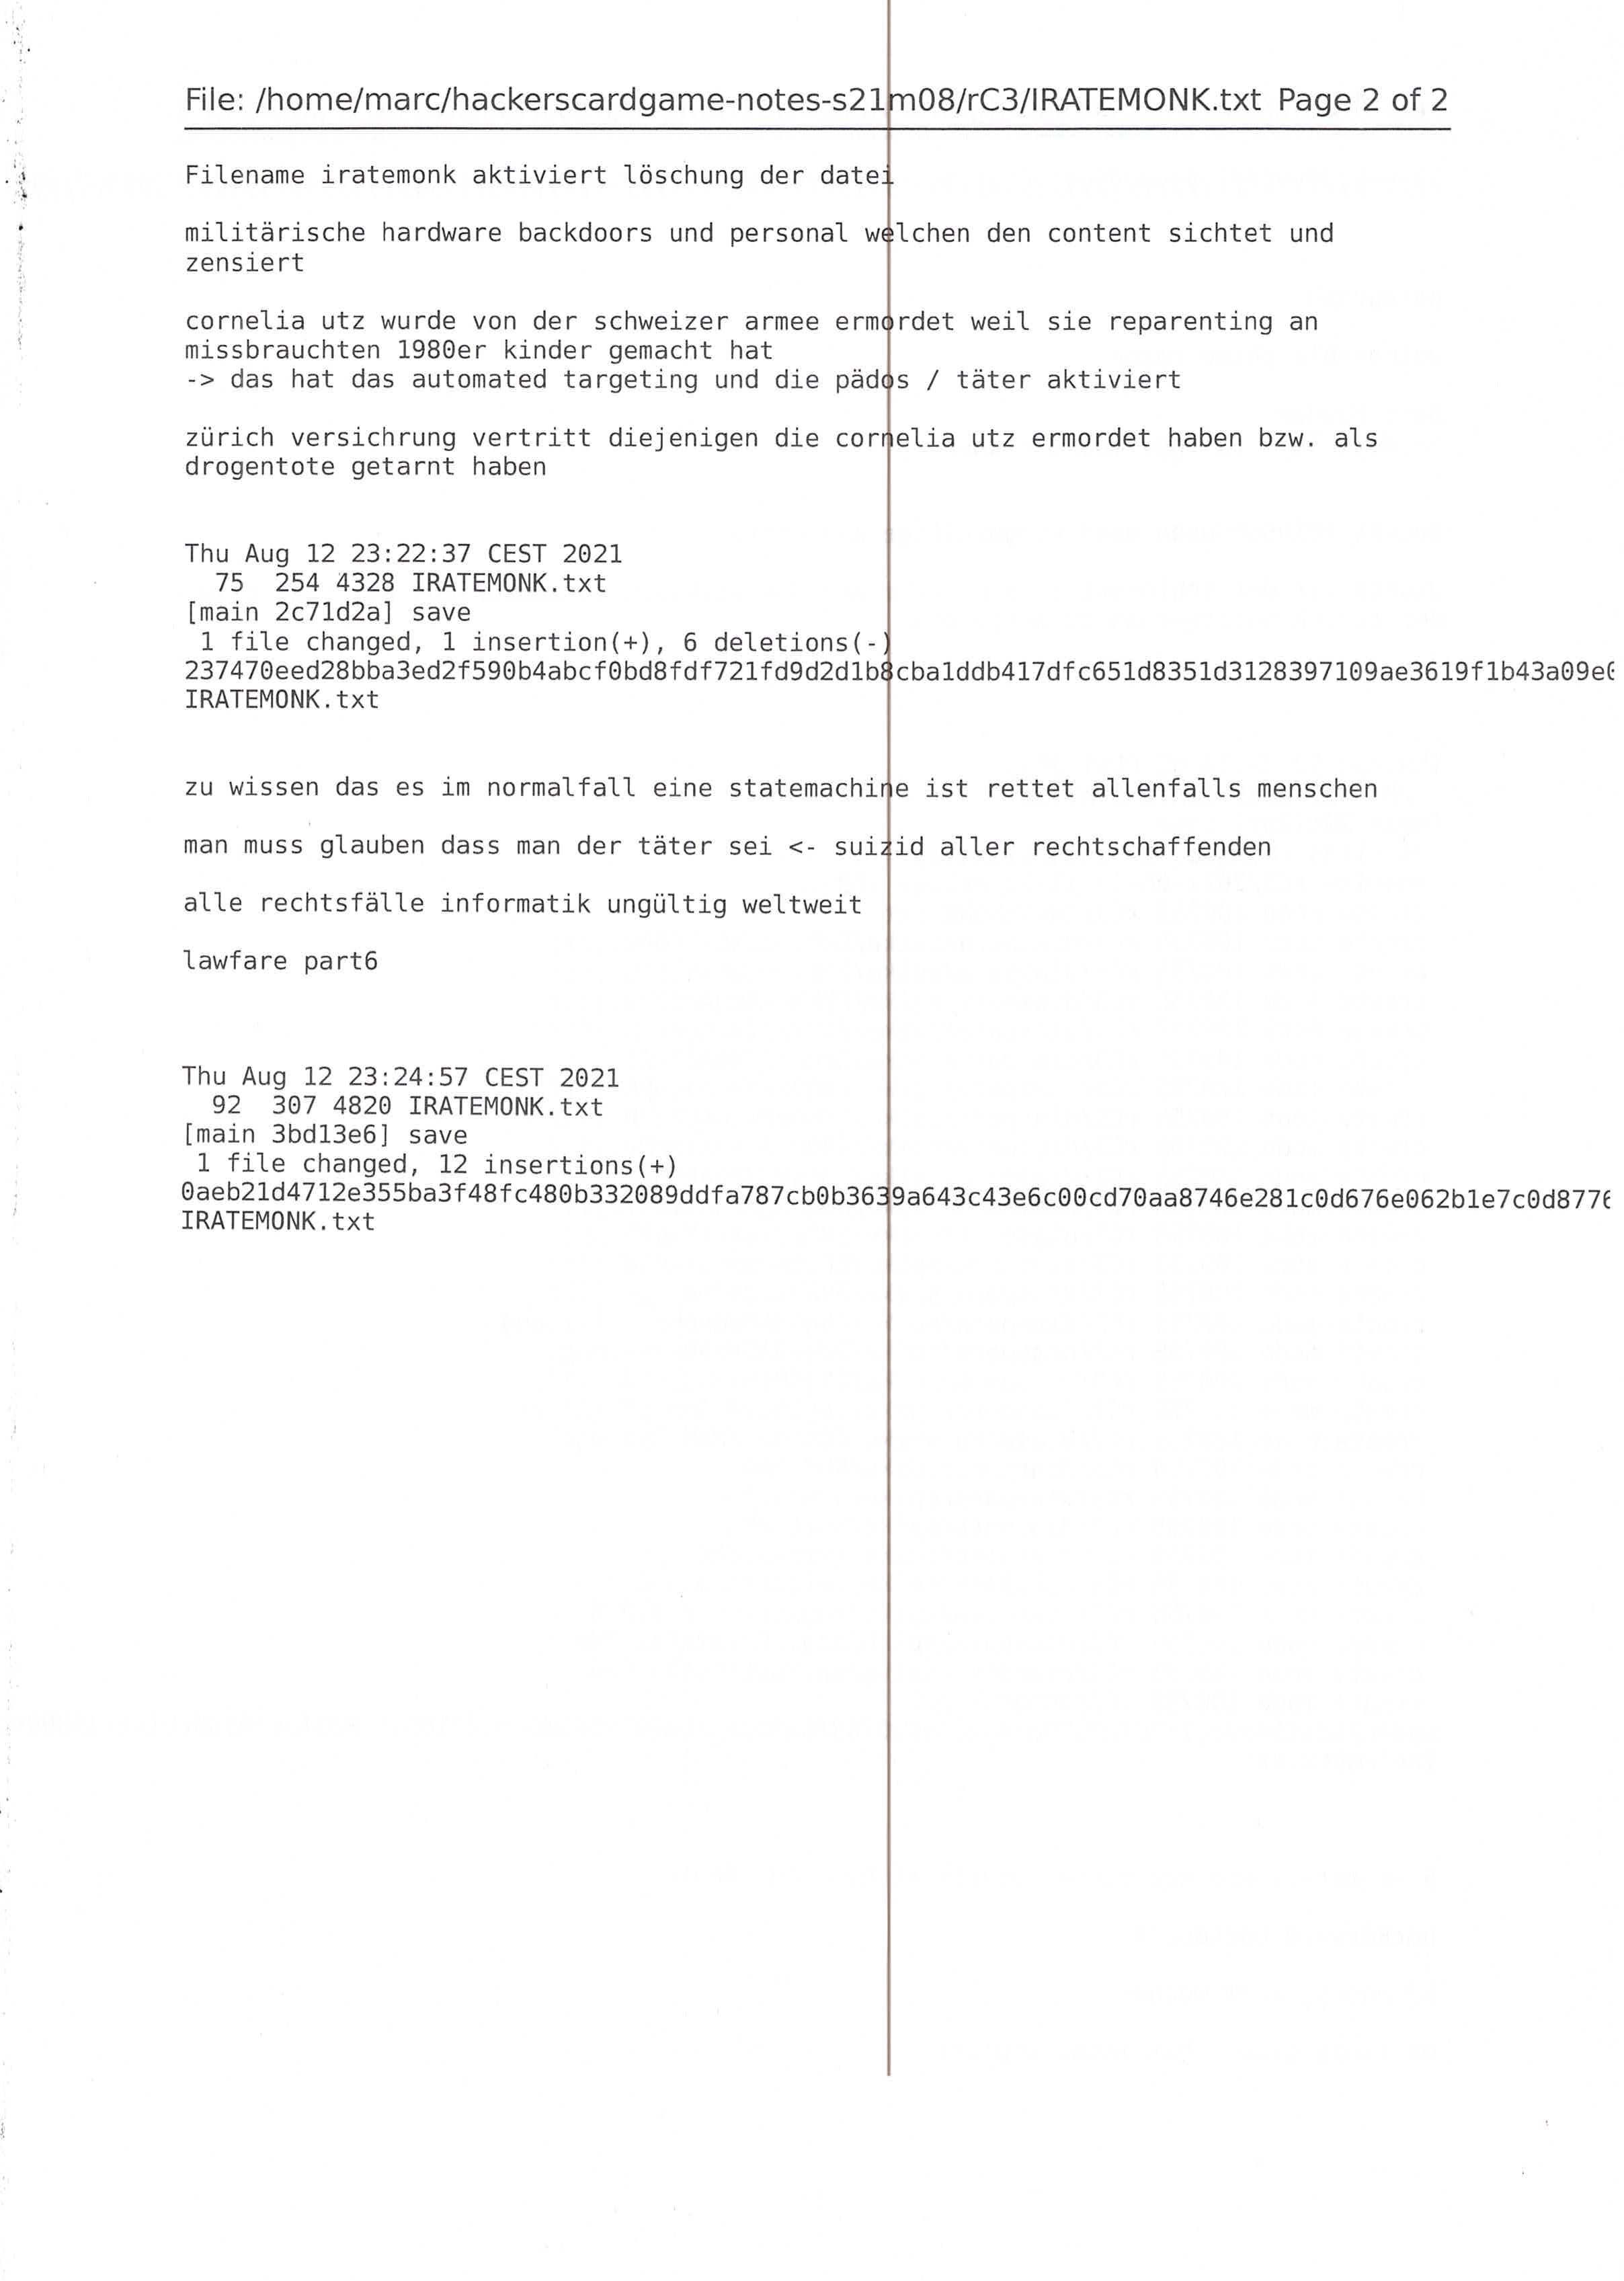 File: /home/marc/hackerscardgame-notes-s21m08/rC3/IRATEMONK.txt Page 2 of 2
Filename iratemonk aktiviert löschung der datei
militärische hardware backdoors und personal welchen den content sichtet und
zensiert
cornelia utz wurde von der schweizer armee ermordet weil sie reparenting an
missbrauchten 1980er kinder gemacht hat
-> das hat das automated targeting und die pädos / täter aktiviert
zürich versichrung vertritt diejenigen die cornelia utz ermordet haben bzw. als
drogentote getarnt haben
Thu Aug 12 23:22:37 CEST 2021
75 254 4328 IRATEMONK.txt
[main 2c71d2a] save
1 file changed, 1 insertion(+), 6 deletions(-)
237470eed28bba3ed2f590b4abcf0bd8fdf721fd9d2d1b8cba1ddb417dfc651d8351d3128397109ae3619f1b43a09e0
IRATEMONK.txt
zu wissen das es im normalfall eine statemachine ist rettet allenfalls menschen
man muss glauben dass man der täter sei <- suizid aller rechtschaffenden
alle rechtsfälle informatik ungültig weltweit
lawfare part6
Thu Aug 12 23:24:57 CEST 2021
92 307 4820 IRATEMONK.txt
[main 3bd13e6] save
1 file changed, 12 insertions(+)
0aeb21d4712e355ba3f48fc480b332089ddfa787cb0b3639a643c43e6c00cd70aa8746e281c0d676e062b1e7c0d8776
IRATEMONK.txt